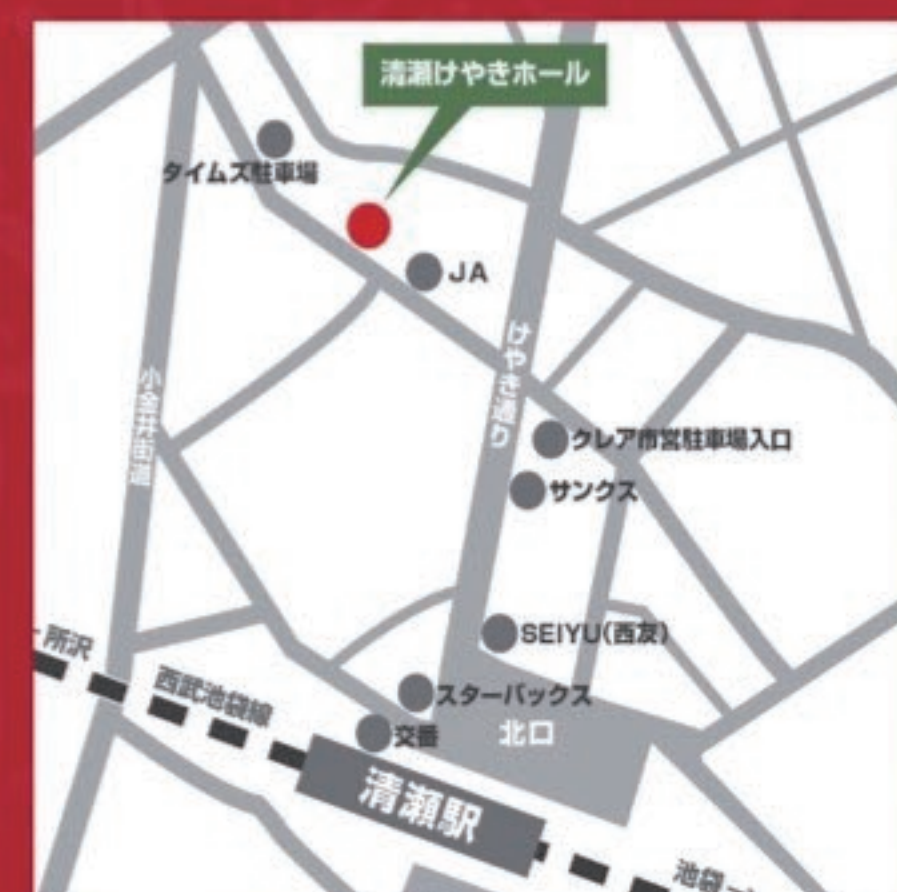 清瀬けやきホール
タイムズ駐車場
JA
けやき通り
小金井街道
クレア市営駐車場入口
サンクス
SEIYU(西友)
所沢
西武池袋線
スターバックス
交番
北口
清瀬駅
池袋